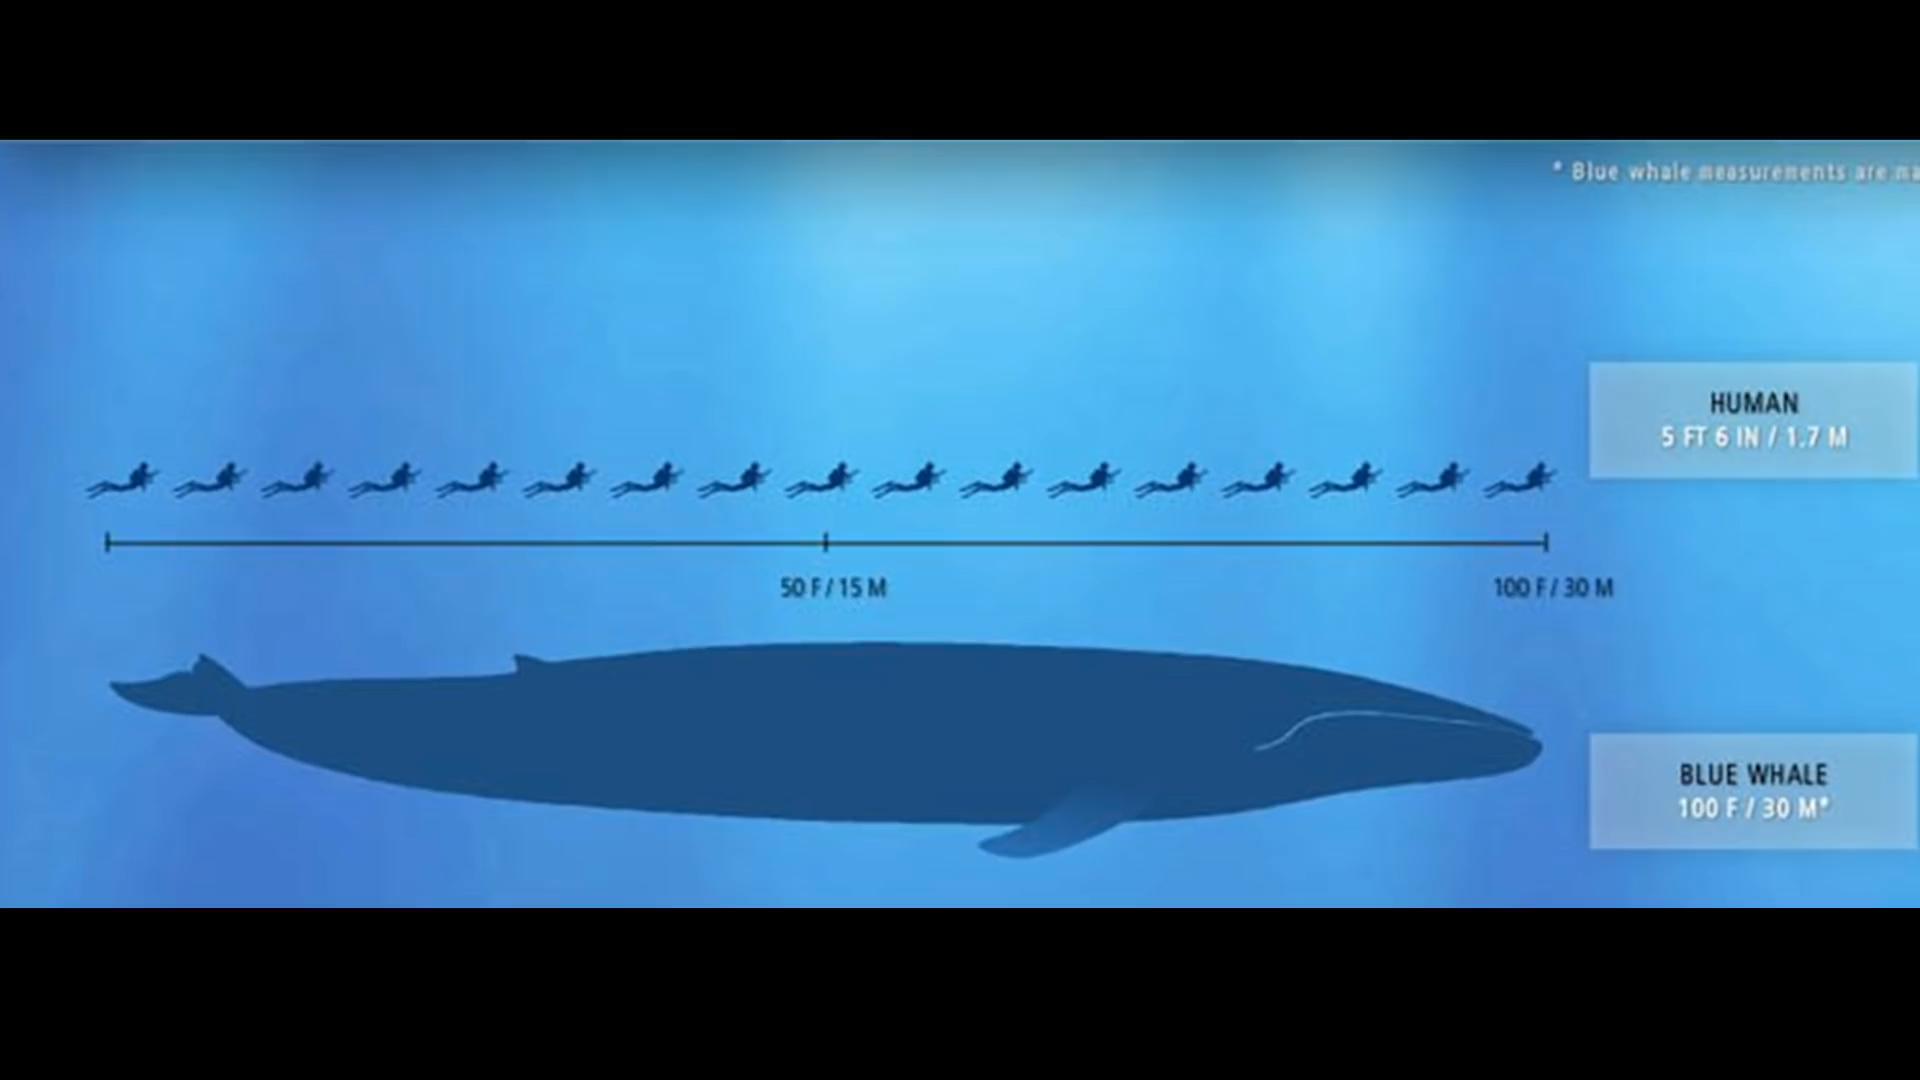 * Blue whale measurements are
HUMAN
5 FT 6 IN / 1.7 M
50 F / 15 M
100 F / 30 M
BLUE WHALE
100 F / 30 M*